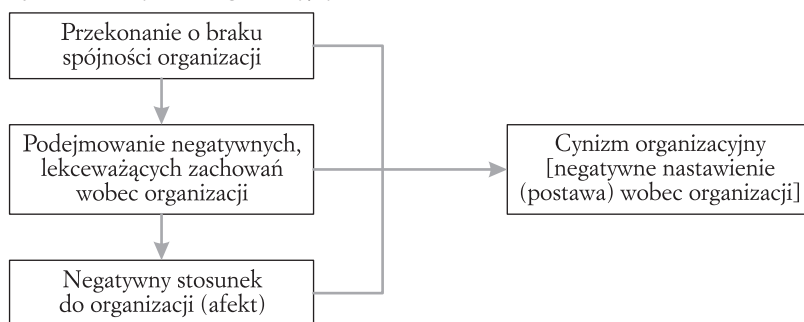 Przekonanie o braku
spójności organizacji
Podejmowanie negatywnych,
lekceważących zachowań
wobec organizacji
Negatywny stosunek
do organizacji (afekt)
Cynizm organizacyjny
[negatywne nastawienie
(postawa) wobec organizacji]